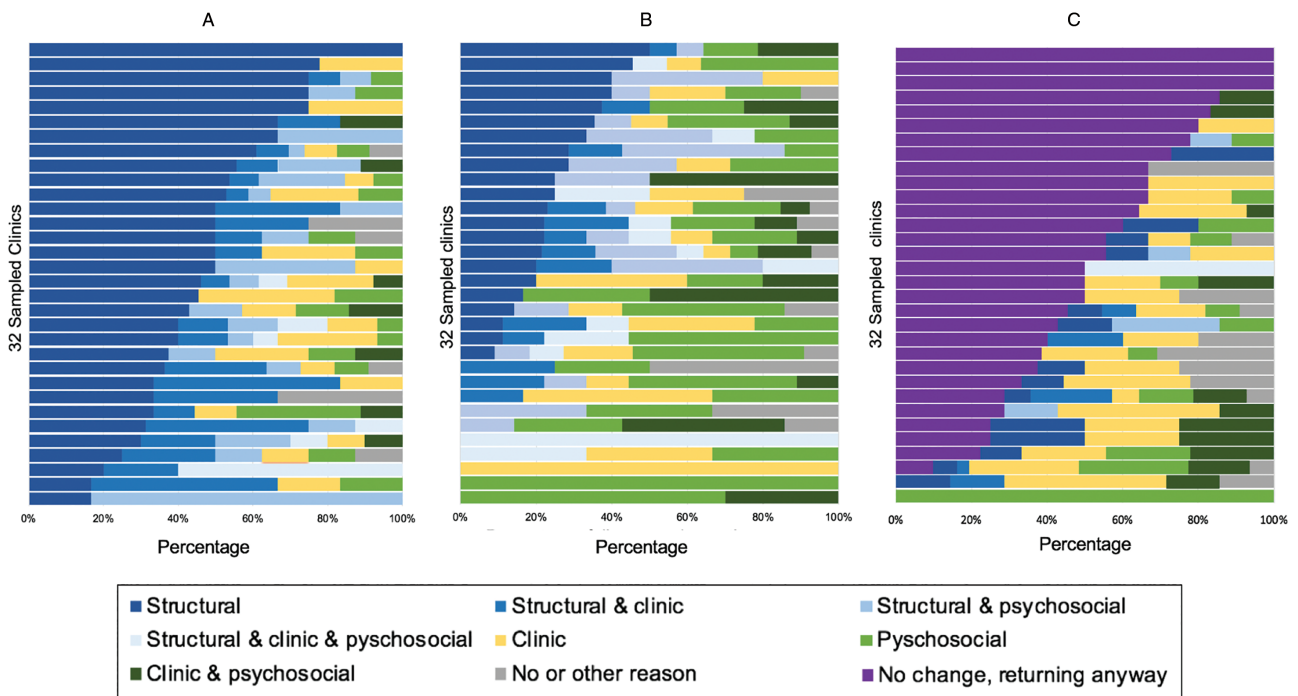 A
B
C
32 Sampled Clinics
0% 20% 40% 60% 80% 100%
Percentage
32 Sampled clinics
0% 20% 40% 60% 80% 100%
Percentage
32 Sampled clinics
0% 20% 40% 60% 80% 100%
Percentage
Structural
Structural & clinic
Structural & psychosocial
Structural & clinic & pyschosocial
Clinic
Pyschosocial
Clinic & psychosocial
No or other reason
No change, returning anyway